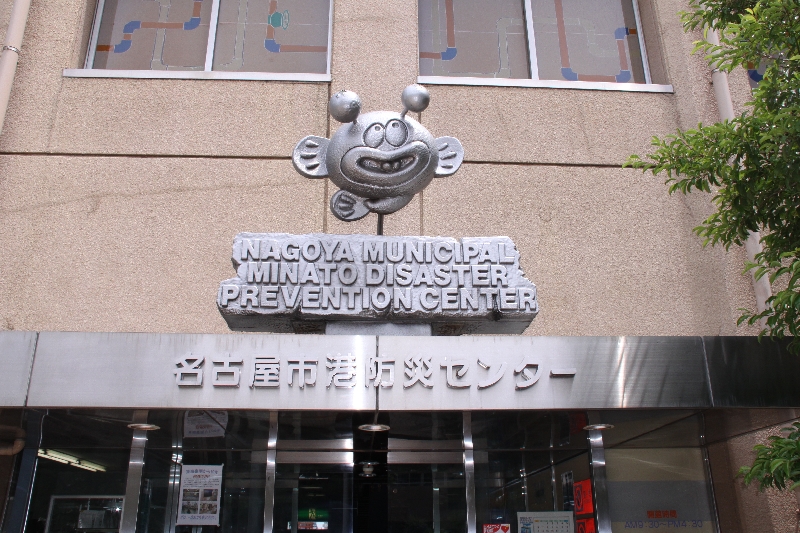 NAGOYA MUNICIPAL
MINATO DISASTER
PREVENTION CENTER
名古屋市港防災センター